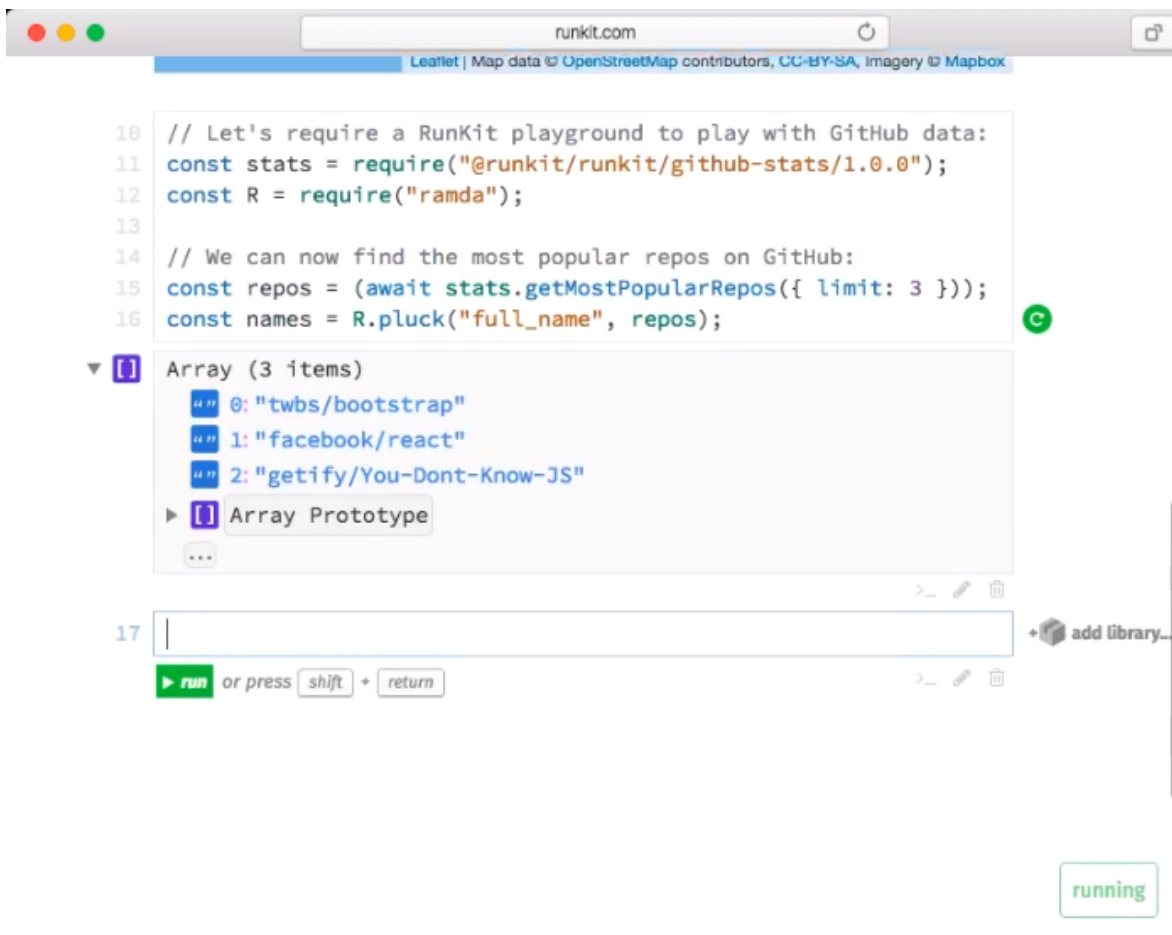 runkit.com
Leaflet | Map data © OpenStreetMap contributors, CC-BY-SA, Imagery © Mapbox
10 // Let's require a RunKit playground to play with GitHub data:
11 const stats = require("@runkit/runkit/github-stats/1.0.0");
12 const R = require("ramda");
13
14 // We can now find the most popular repos on GitHub:
15 const repos = (await stats.getMostPopularRepos({ limit: 3 }));
16 const names = R.pluck("full_name", repos);
[] Array (3 items)
“” 0: "twbs/bootstrap"
“” 1: "facebook/react"
“” 2: "getify/You-Dont-Know-JS"
[] Array Prototype
...
>_
17
+ add library...
run or press shift + return
>_
running